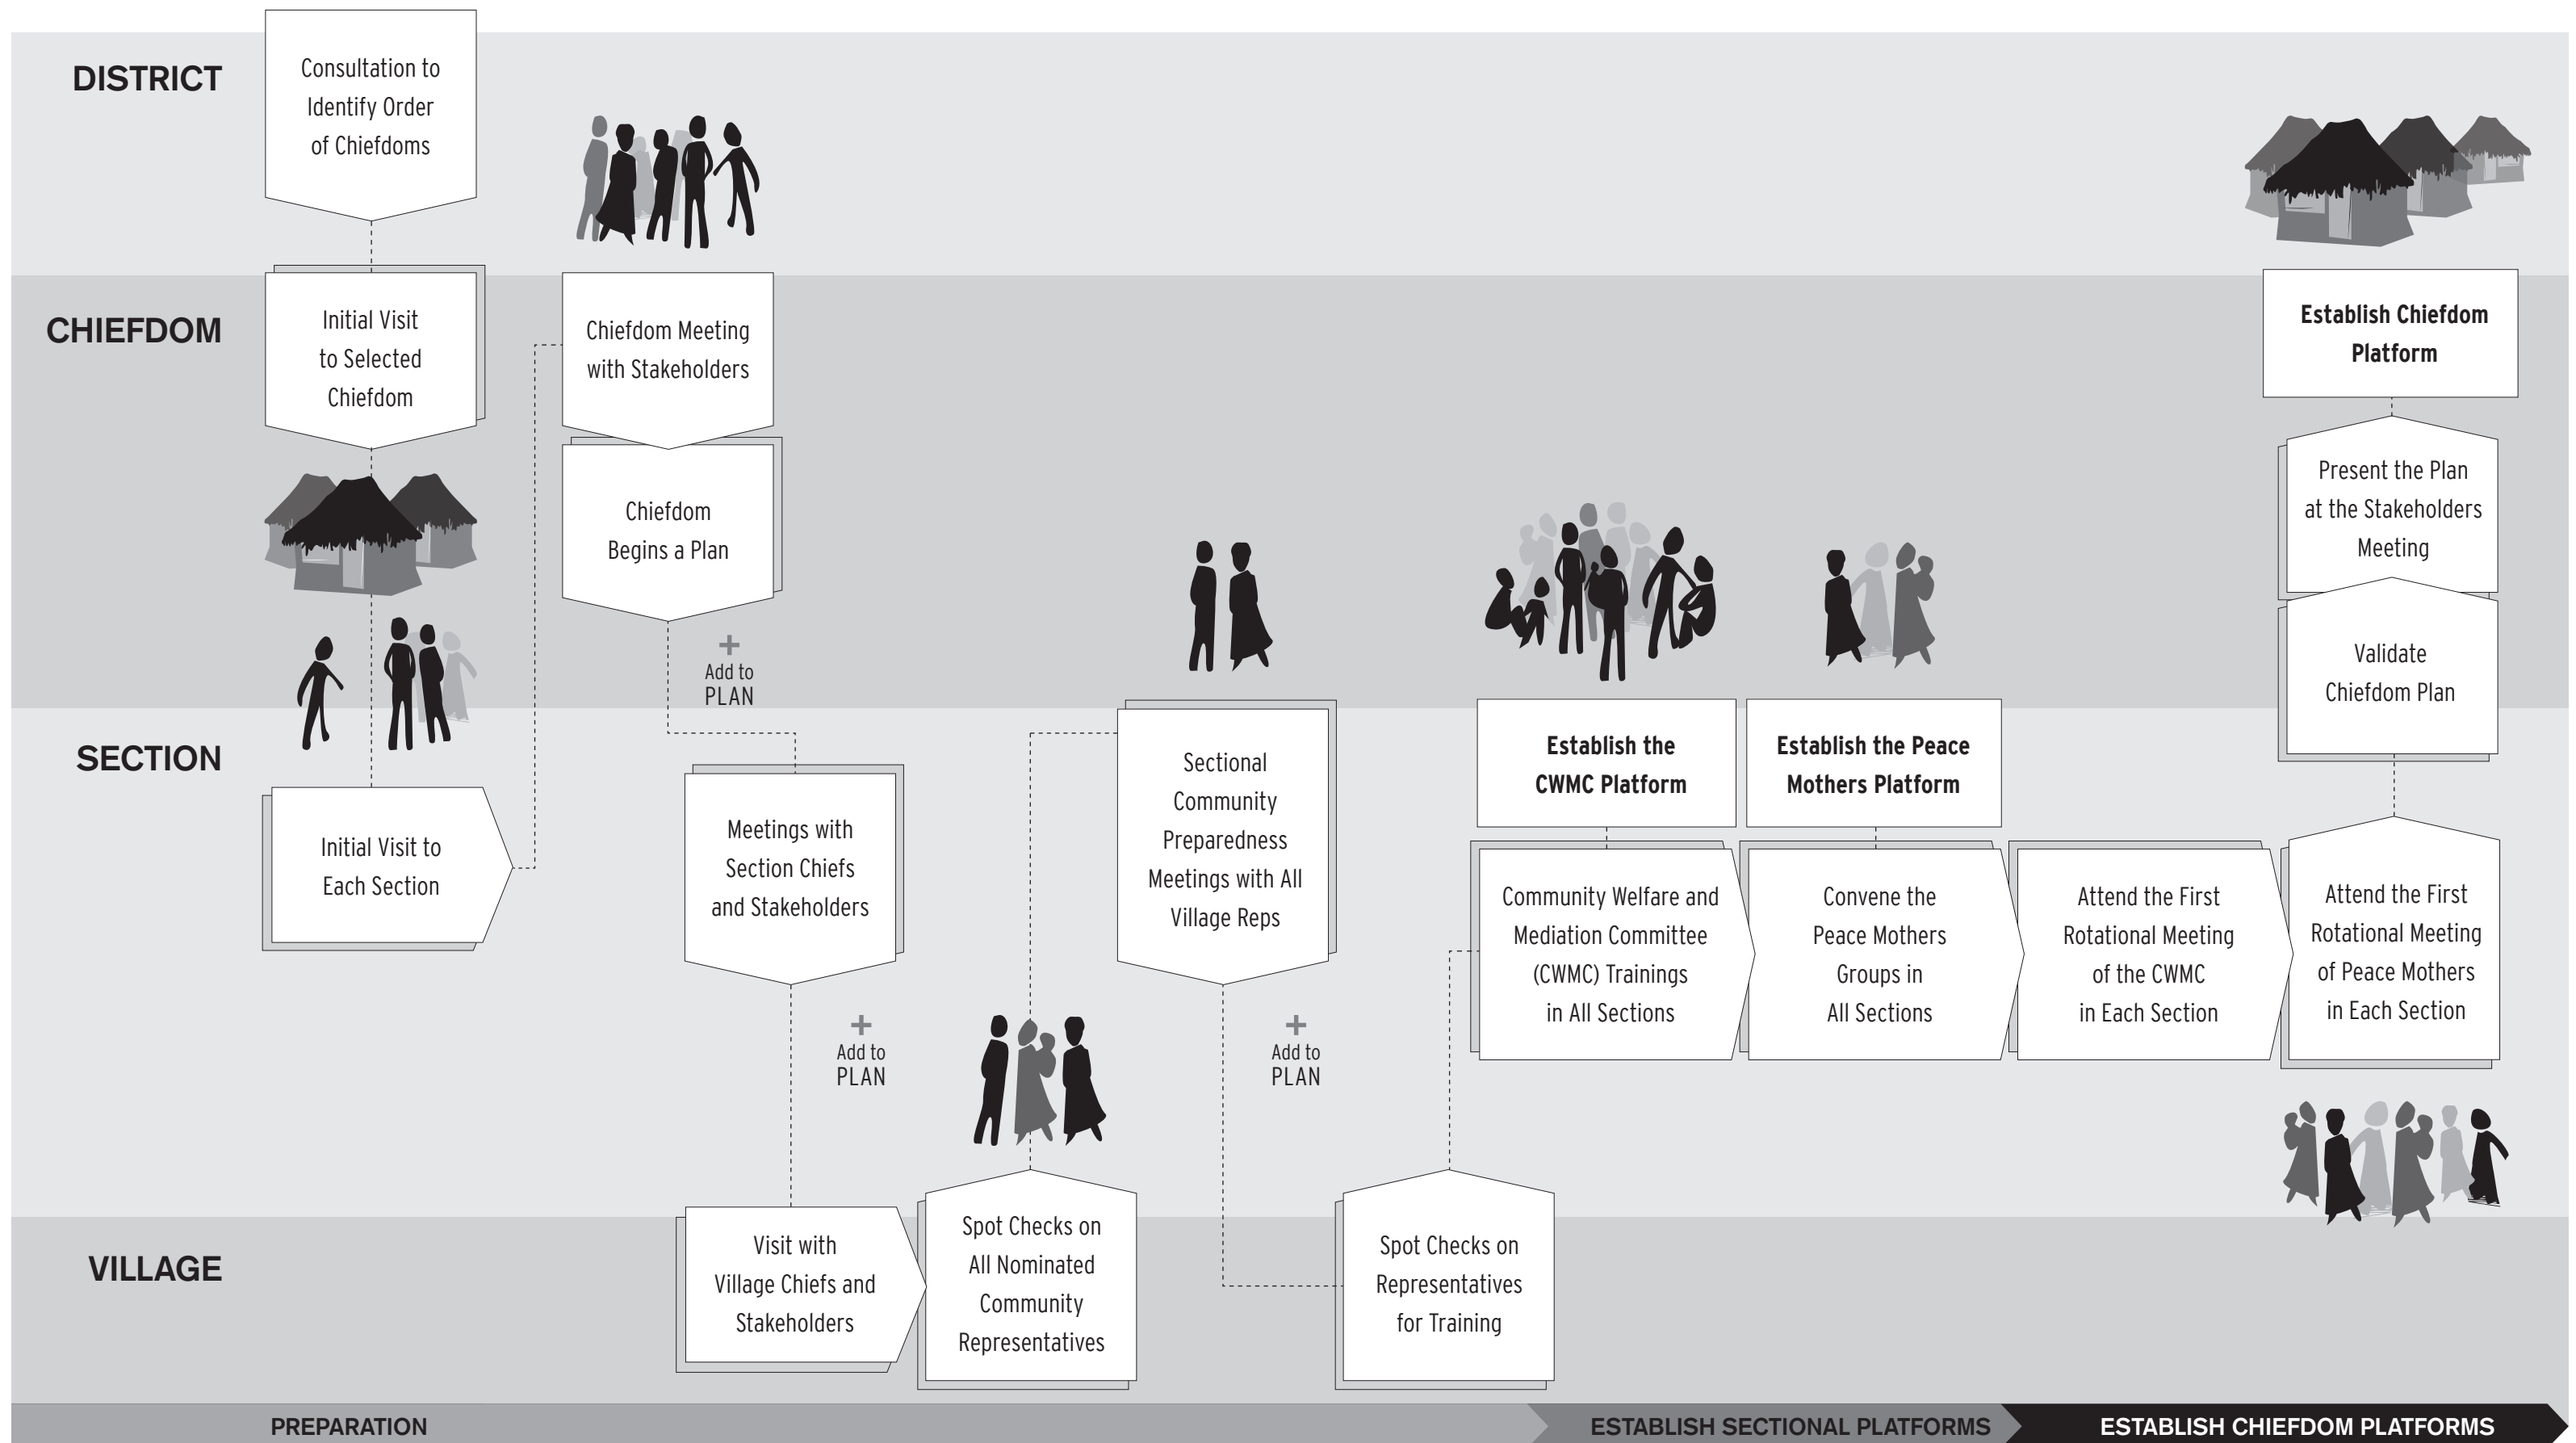 DISTRICT
Consultation to
Identify Order
of Chiefdoms
CHIEFDOM
Initial Visit
to Selected
Chiefdom
Chiefdom Meeting
with Stakeholders
Chiefdom
Begins a Plan
+
Add to
PLAN
SECTION
Initial Visit to
Each Section
Meetings with
Section Chiefs
and Stakeholders
+
Add to
PLAN
VILLAGE
Visit with
Village Chiefs and
Stakeholders
Spot Checks on
All Nominated
Community
Representatives
Sectional
Community
Preparedness
Meetings with All
Village Reps
+
Add to
PLAN
Spot Checks on
Representatives
for Training
Establish the
CWMC Platform
Community Welfare and
Mediation Committee
(CWMC) Trainings
in All Sections
Establish the Peace
Mothers Platform
Convene the
Peace Mothers
Groups in
All Sections
Attend the First
Rotational Meeting
of the CWMC
in Each Section
Attend the First
Rotational Meeting
of Peace Mothers
in Each Section
Validate
Chiefdom Plan
Present the Plan
at the Stakeholders
Meeting
Establish Chiefdom
Platform
PREPARATION
ESTABLISH SECTIONAL PLATFORMS
ESTABLISH CHIEFDOM PLATFORMS